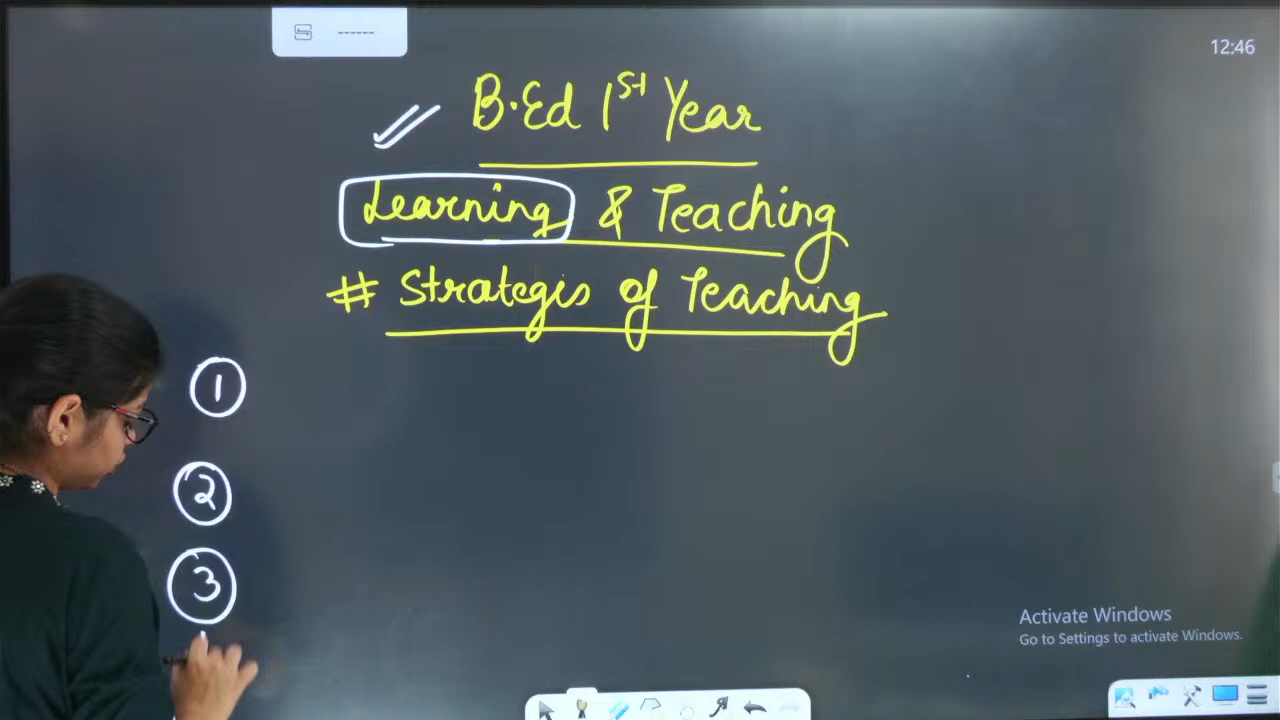 12:46
B.Ed 1st Year
Learning & Teaching
# Strategis of Teaching
1
2
3
Activate Windows
Go to Settings to activate Windows.